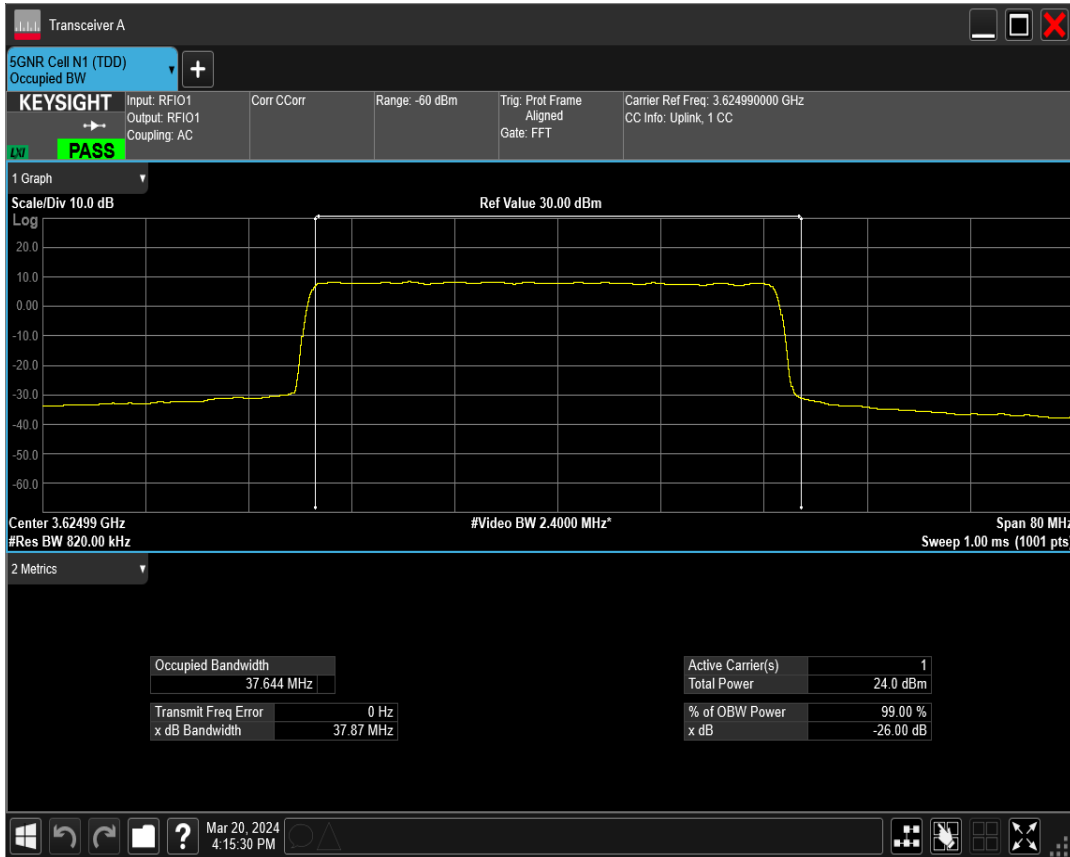 Transceiver A
5GNR Cell N1 (TDD)
Occupied BW
+
KEYSIGHT
LXI
PASS
Input: RFIO1
Output: RFIO1
Coupling: AC
Corr CCorr
Range: -60 dBm
Trig: Prot Frame
Aligned
Gate: FFT
Carrier Ref Freq: 3.624990000 GHz
CC Info: Uplink, 1 CC
1 Graph
Scale/Div 10.0 dB
Ref Value 30.00 dBm
Log
20.0
10.0
0.00
-10.0
-20.0
-30.0
-40.0
-50.0
-60.0
Center 3.62499 GHz
#Video BW 2.4000 MHz*
Span 80 MHz
#Res BW 820.00 kHz
Sweep 1.00 ms (1001 pts)
2 Metrics
Occupied Bandwidth
37.644 MHz
Transmit Freq Error 0 Hz
x dB Bandwidth 37.87 MHz
Active Carrier(s) 1
Total Power 24.0 dBm
% of OBW Power 99.00 %
x dB -26.00 dB
?
Mar 20, 2024
4:15:30 PM